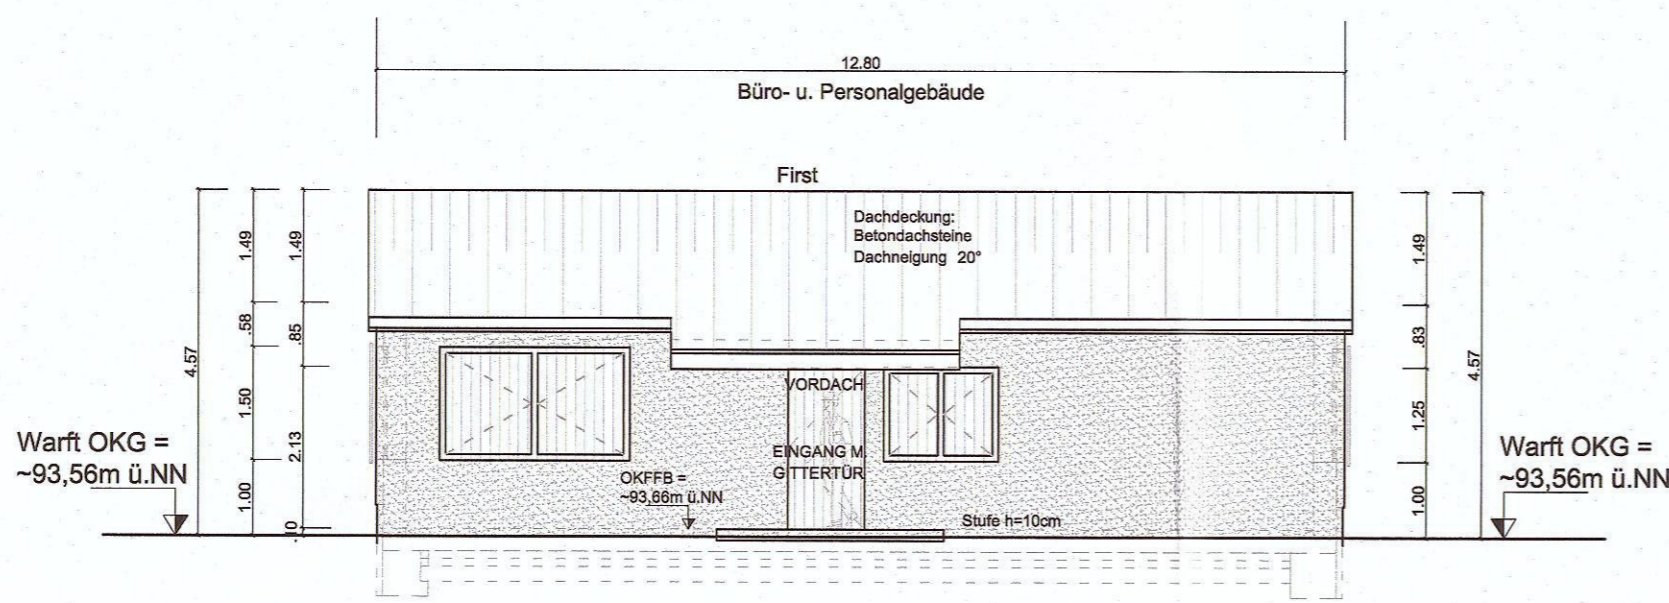 12.80
Büro- u. Personalgebäude
First
Dachdeckung:
Betondachsteine
Dachneigung 20°
1.49
1.49
1.49
.58
.85
.83
4.57
4.57
1.50
2.13
1.25
1.00
.10
1.00
VORDACH
EINGANG M.
GITTERTÜR
Warft OKG =
~93,56m ü.NN
OKFFB =
~93,66m ü.NN
Stufe h=10cm
Warft OKG =
~93,56m ü.NN